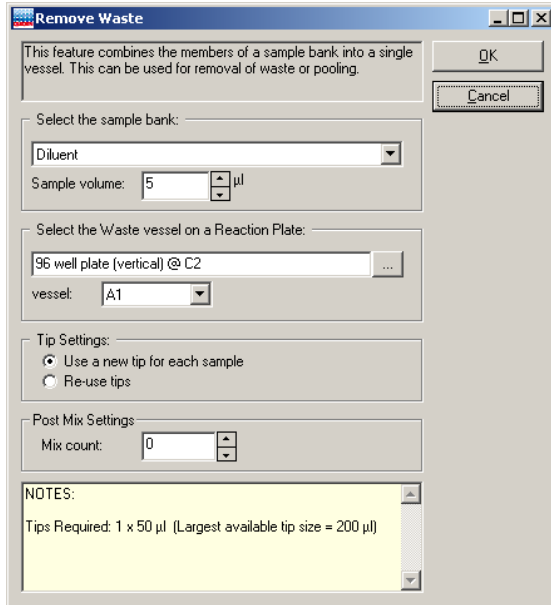 Remove Waste
This feature combines the members of a sample bank into a single
vessel. This can be used for removal of waste or pooling.
OK
Cancel
Select the sample bank:
Diluent
Sample volume: 5 µl
Select the Waste vessel on a Reaction Plate:
96 well plate (vertical) @ C2 ...
vessel: A1
Tip Settings:
Use a new tip for each sample
Re-use tips
Post Mix Settings
Mix count: 0
NOTES:
Tips Required: 1 x 50 µl (Largest available tip size = 200 µl)